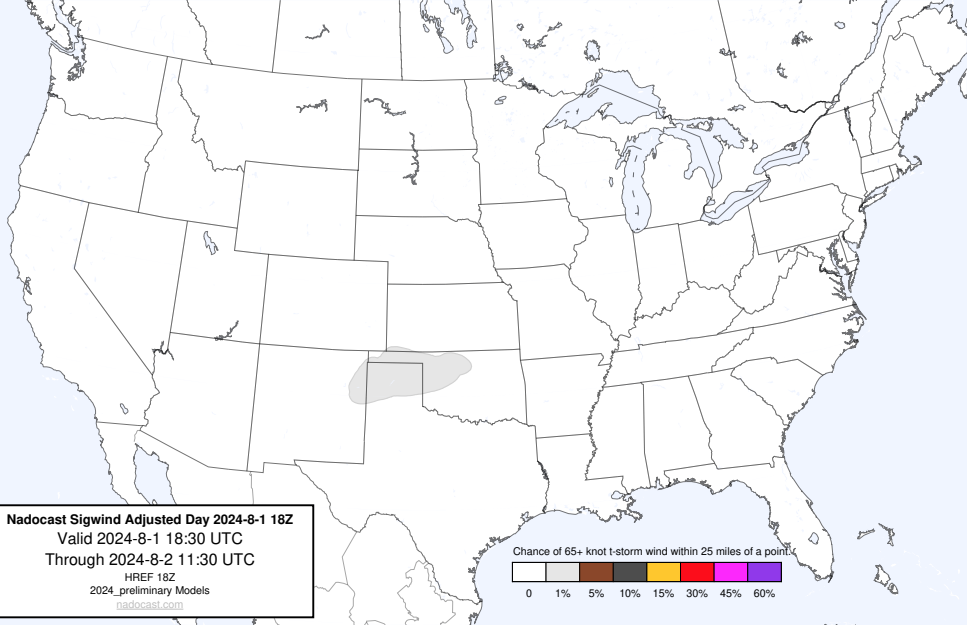 Nadocast Sigwind Adjusted Day 2024-8-1 18Z
Valid 2024-8-1 18:30 UTC
Through 2024-8-2 11:30 UTC
HREF 18Z
2024_preliminary Models
nadocast.com
Chance of 65+ knot t-storm wind within 25 miles of a point.
0 1% 5% 10% 15% 30% 45% 60%